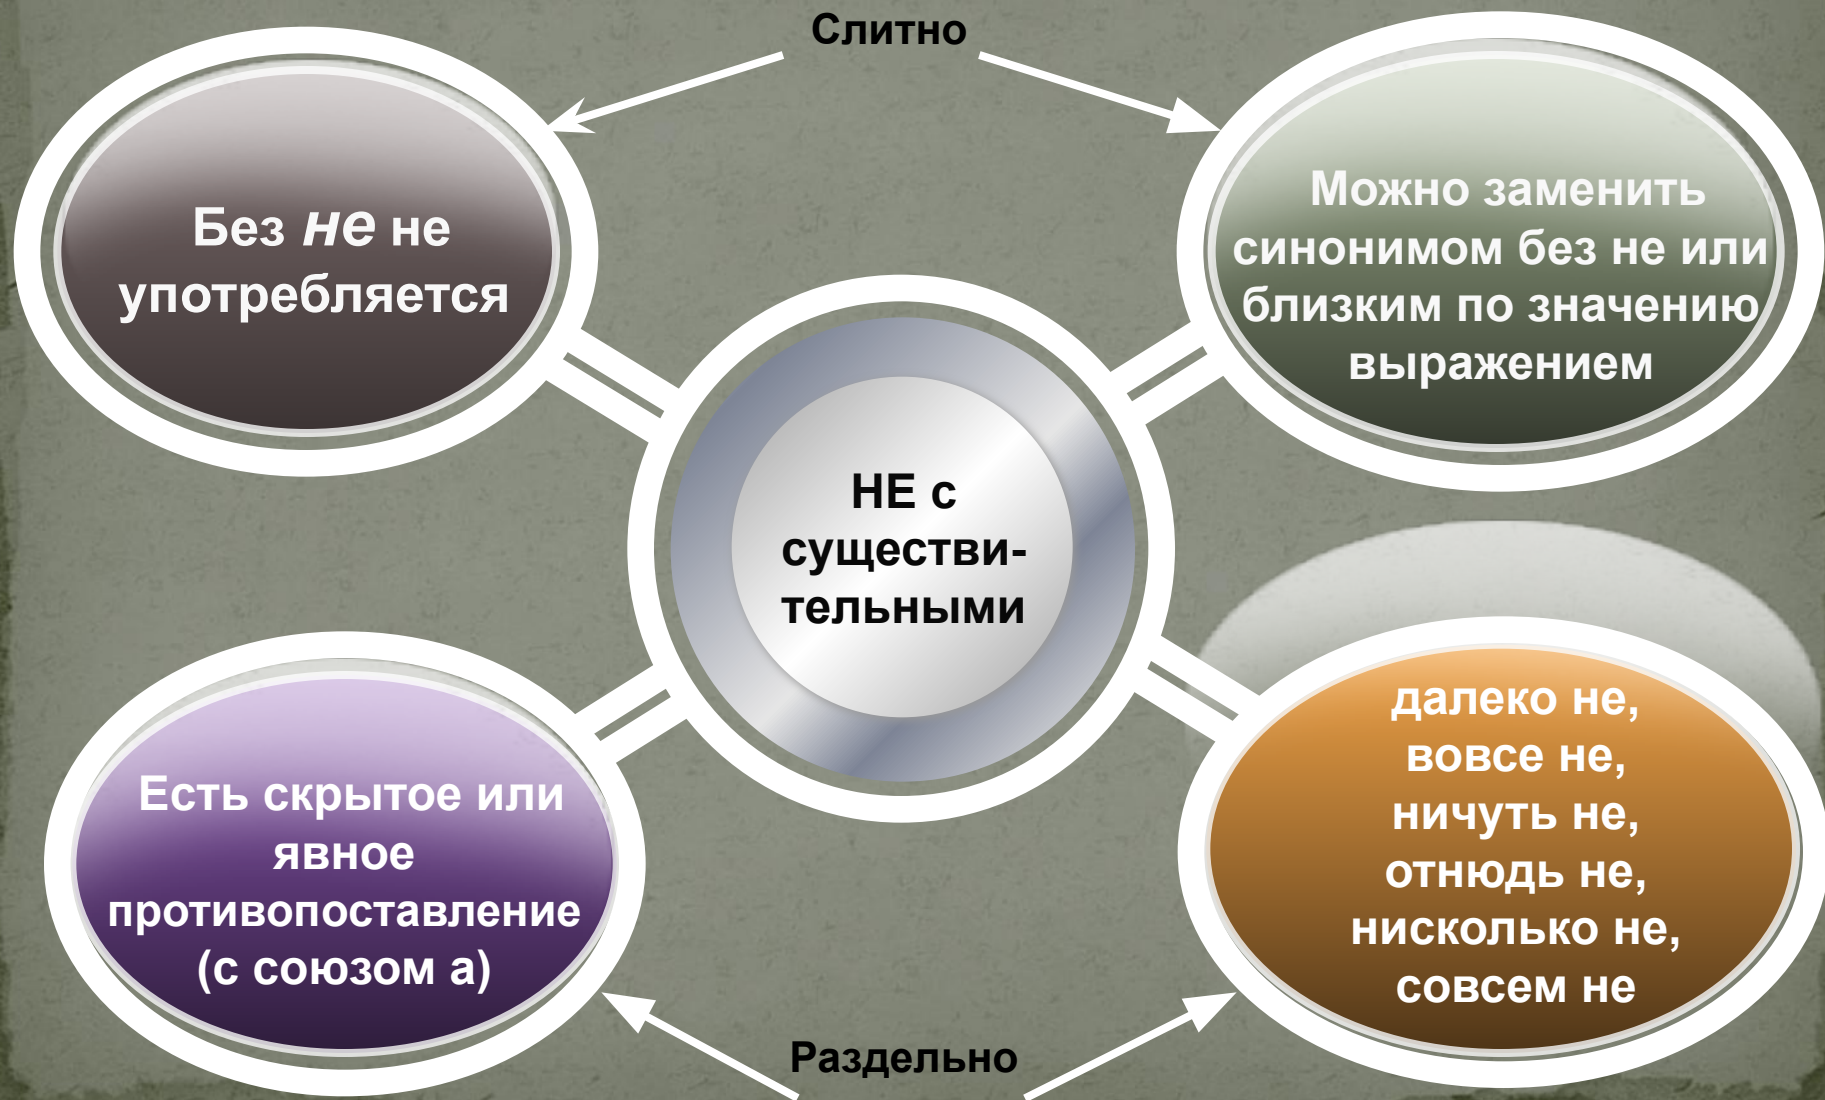 Слитно
Без не не
употребляется
Можно заменить
синонимом без не или
близким по значению
выражением
НЕ с
существи-
тельными
Есть скрытое или
явное
противопоставление
(с союзом а)
далеко не,
вовсе не,
ничуть не,
отнюдь не,
нисколько не,
совсем не
Раздельно